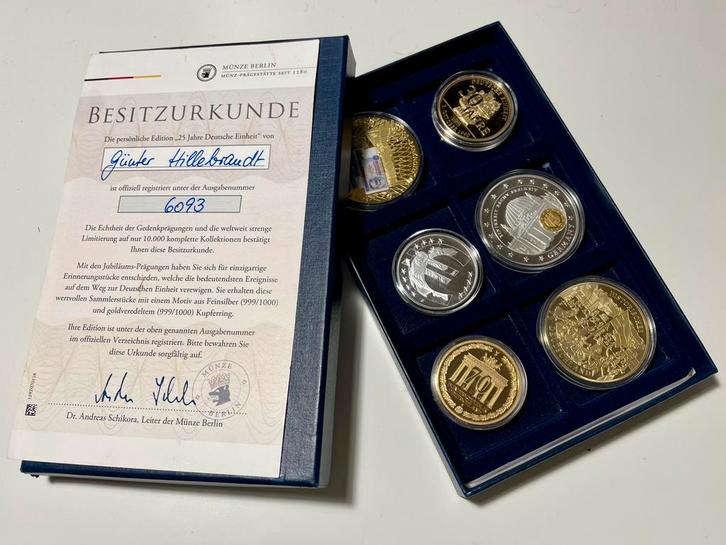 MÜNZE BERLIN
MÜNZ-PRÄGESTÄTTE SEIT 1280
BESITZURKUNDE
Die persönliche Edition „25 Jahre Deutsche Einheit" von
Günter Hillebrandt
ist offiziell registriert unter der Ausgabenummer
6093
Die Echtheit der Gedenkprägungen und die weltweit strenge
Limitierung auf nur 10.000 komplette Kollektionen bestätigt
Ihnen diese Besitzurkunde.
Mit den Jubiläums-Prägungen haben Sie sich für einzigartige
Erinnerungsstücke entschieden, welche die bedeutendsten Ereignisse
auf dem Weg zur Deutschen Einheit verewigen. Sie erhalten diese
wertvollen Sammlerstücke mit einem Motiv aus Feinsilber (999/1000)
und goldveredeltem (999/1000) Kupferring.
Ihre Edition ist unter der oben genannten Ausgabenummer
im offiziellen Verzeichnis registriert. Bitte bewahren Sie
diese Urkunde sorgfältig auf.
MÜNZE
BERLIN
Dr. Andreas Schikora, Leiter der Münze Berlin
EINIGKEIT RECHT FREIHEIT
GERMANY